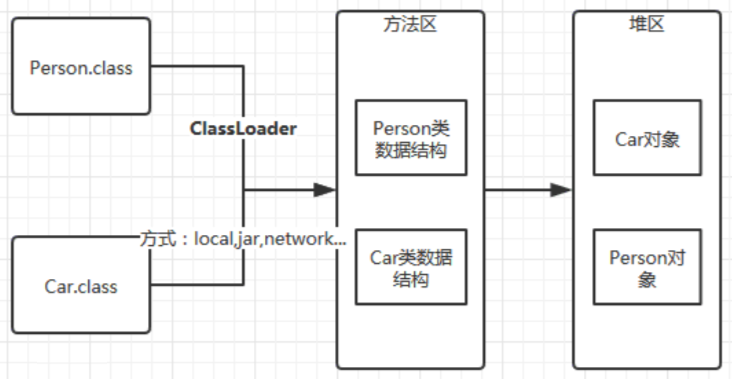 Person.class
ClassLoader
方式：local,jar,network...
Car.class
方法区
Person类
数据结构
Car类数据
结构
堆区
Car对象
Person对
象